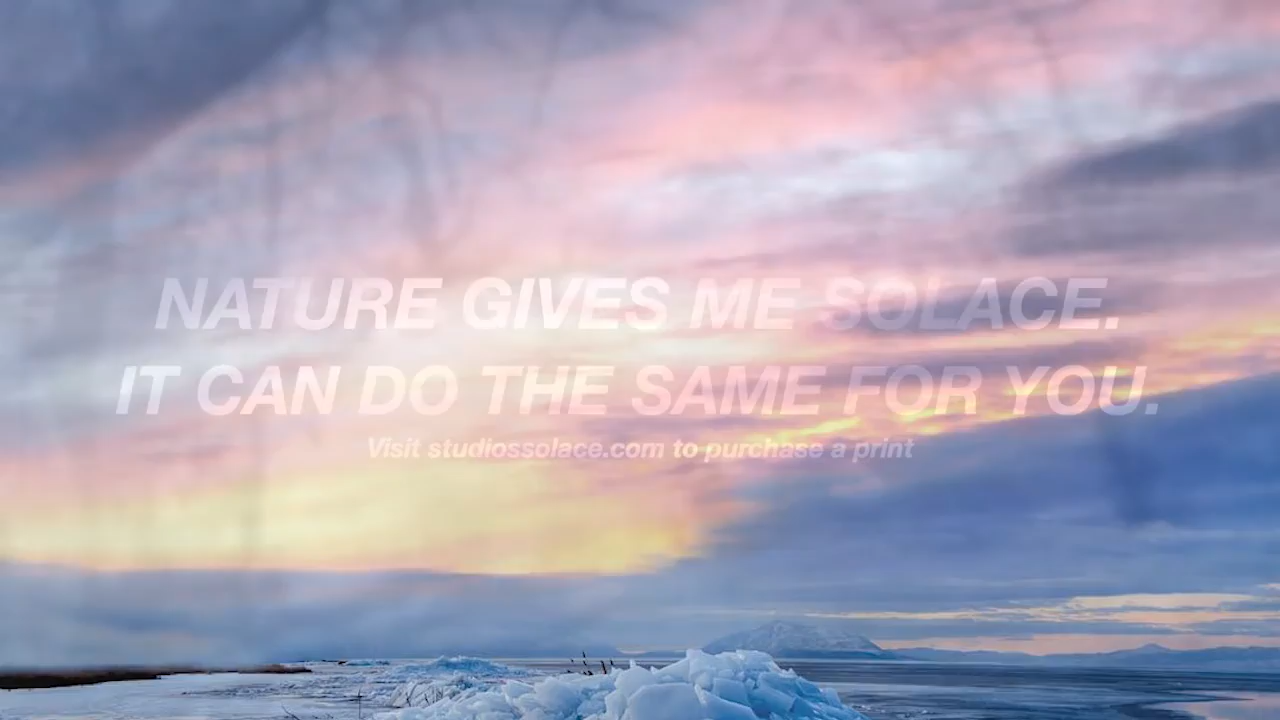 NATURE GIVES ME SOLACE.
IT CAN DO THE SAME FOR YOU.
Visit studiossolace.com to purchase a print